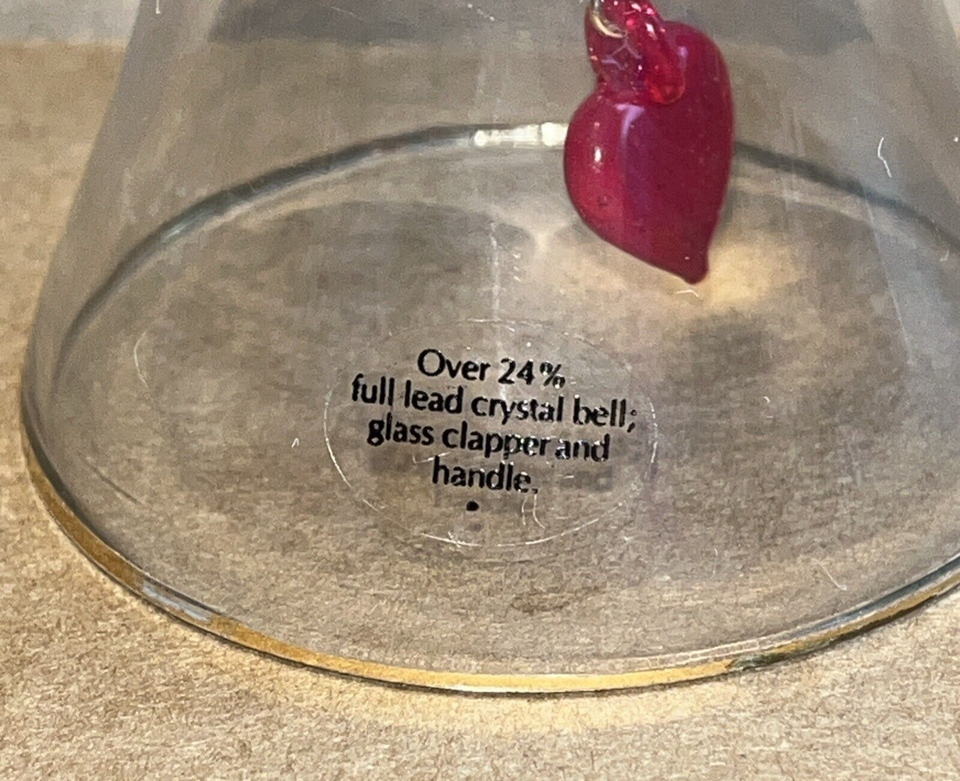 Over 24%
full lead crystal bell;
glass clapper and
handle.